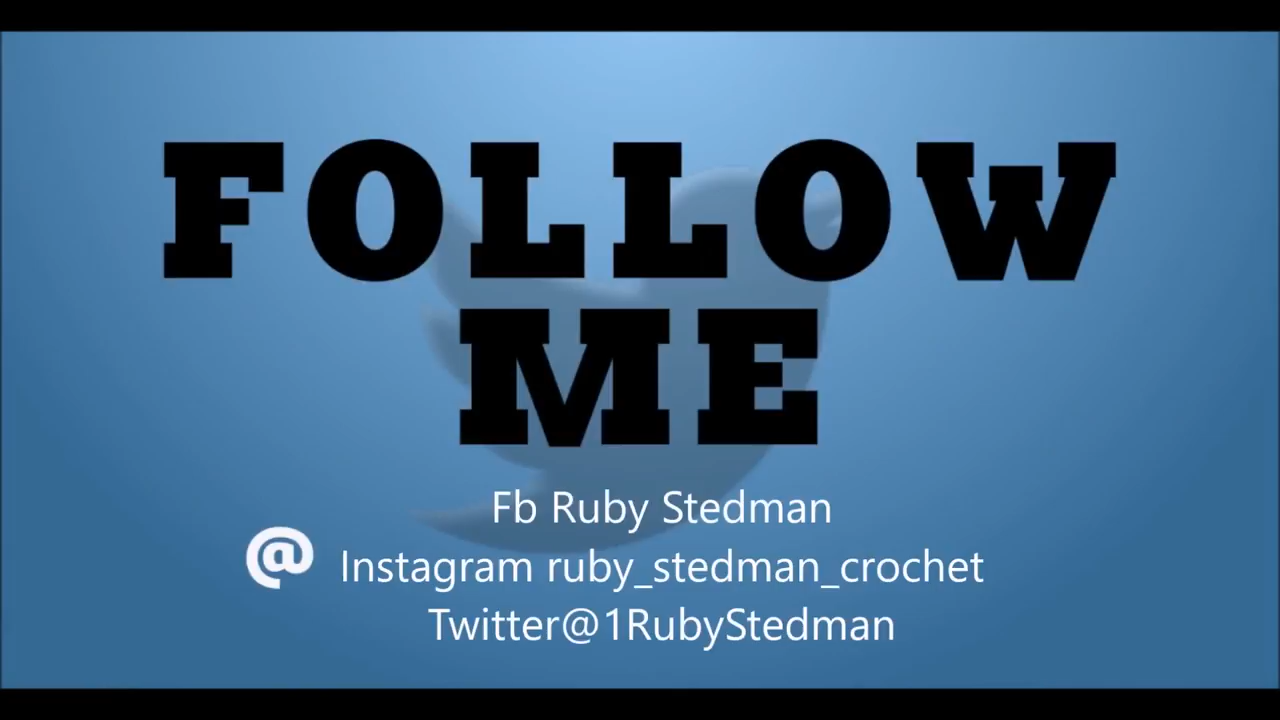 FOLLOW
ME
Fb Ruby Stedman
@ Instagram ruby_stedman_crochet
Twitter@1RubyStedman